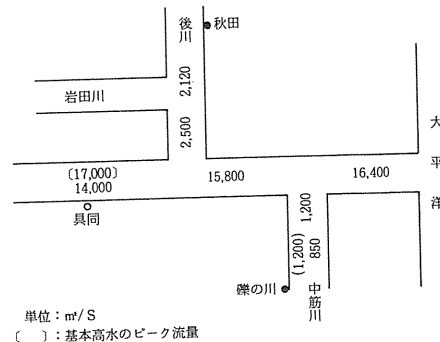 後川
秋田
2,120
岩田川
2,500
大平洋
〔17,000〕
14,000
15,800
16,400
具同
1,200
(1,200)
850
礫の川
中筋川
単位：㎥/S
〔 〕：基本高水のピーク流量